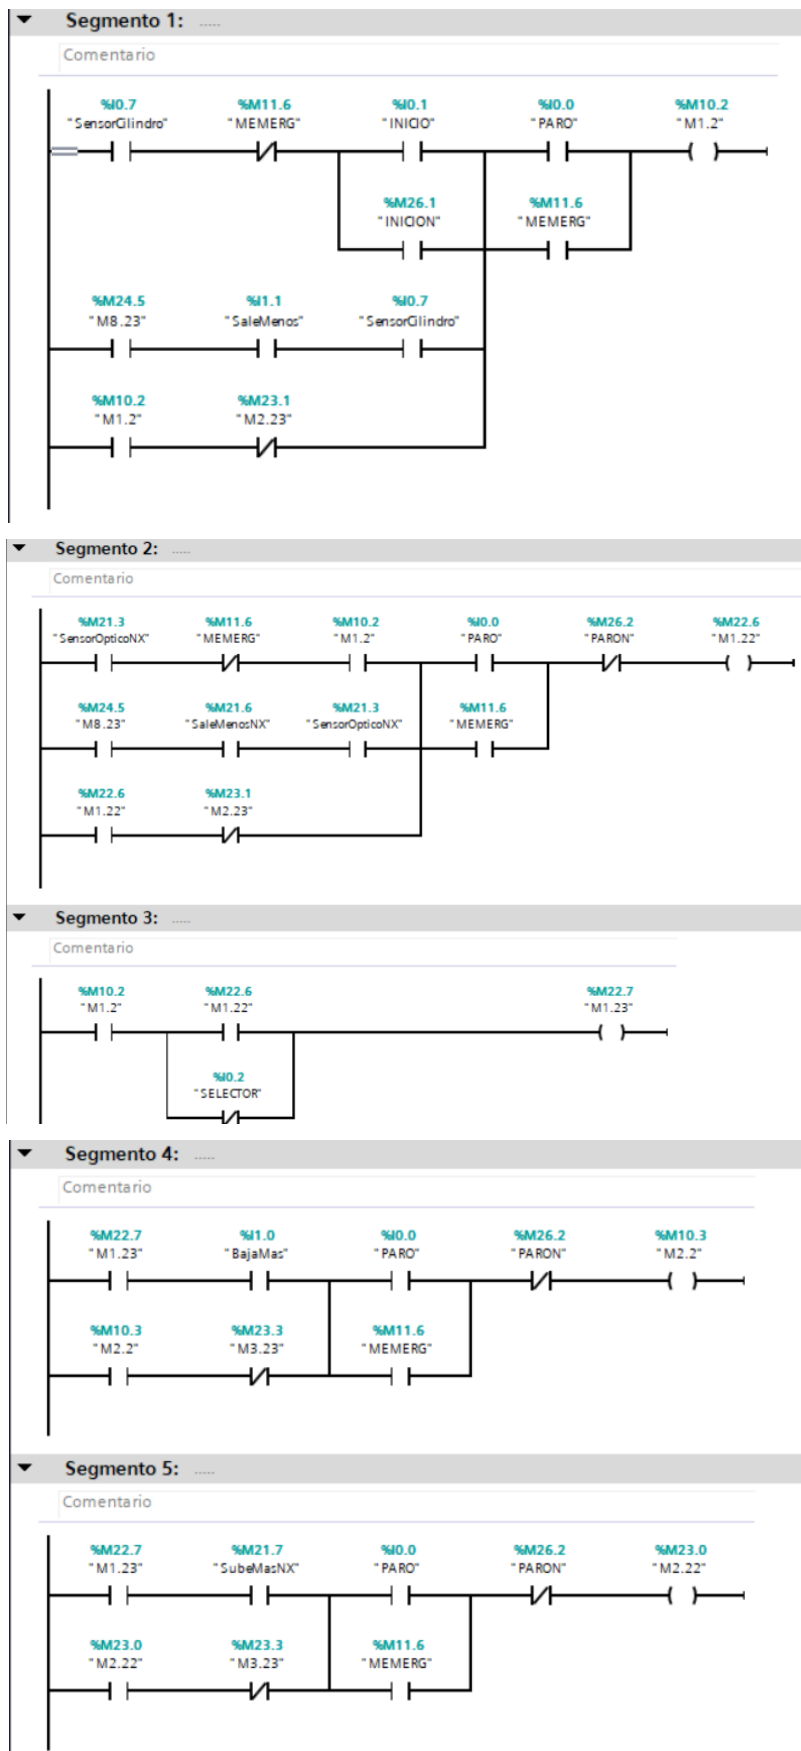 Segmento 1: .....
Comentario
%I0.7 %M11.6 %I0.1 %I0.0 %M10.2
"SensorCilindro" "MEMERG" "INICIO" "PARO" "M1.2"
%M26.1 %M11.6
"INICION" "MEMERG"
%M24.5 %I1.1 %I0.7
"M8.23" "SaleMenos" "SensorCilindro"
%M10.2 %M23.1
"M1.2" "M2.23"
Segmento 2: .....
Comentario
%M21.3 %M11.6 %M10.2 %I0.0 %M26.2 %M22.6
"SensorOpticoNX" "MEMERG" "M1.2" "PARO" "PARON" "M1.22"
%M24.5 %M21.6 %M21.3 %M11.6
"M8.23" "SaleMenosNX" "SensorOpticoNX" "MEMERG"
%M22.6 %M23.1
"M1.22" "M2.23"
Segmento 3: .....
Comentario
%M10.2 %M22.6 %M22.7
"M1.2" "M1.22" "M1.23"
%I0.2
"SELECTOR"
Segmento 4: .....
Comentario
%M22.7 %I1.0 %I0.0 %M26.2 %M10.3
"M1.23" "BajaMas" "PARO" "PARON" "M2.2"
%M10.3 %M23.3 %M11.6
"M2.2" "M3.23" "MEMERG"
Segmento 5: .....
Comentario
%M22.7 %M21.7 %I0.0 %M26.2 %M23.0
"M1.23" "SubeMasNX" "PARO" "PARON" "M2.22"
%M23.0 %M23.3 %M11.6
"M2.22" "M3.23" "MEMERG"